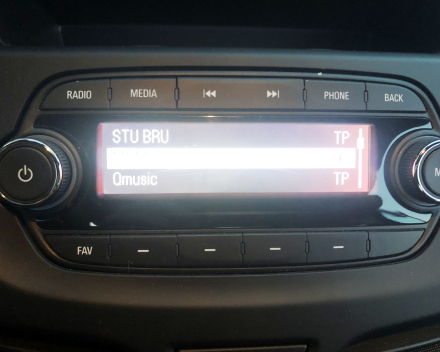 RADIO MEDIA PHONE BACK
STU BRU TP
Qmusic TP
FAV